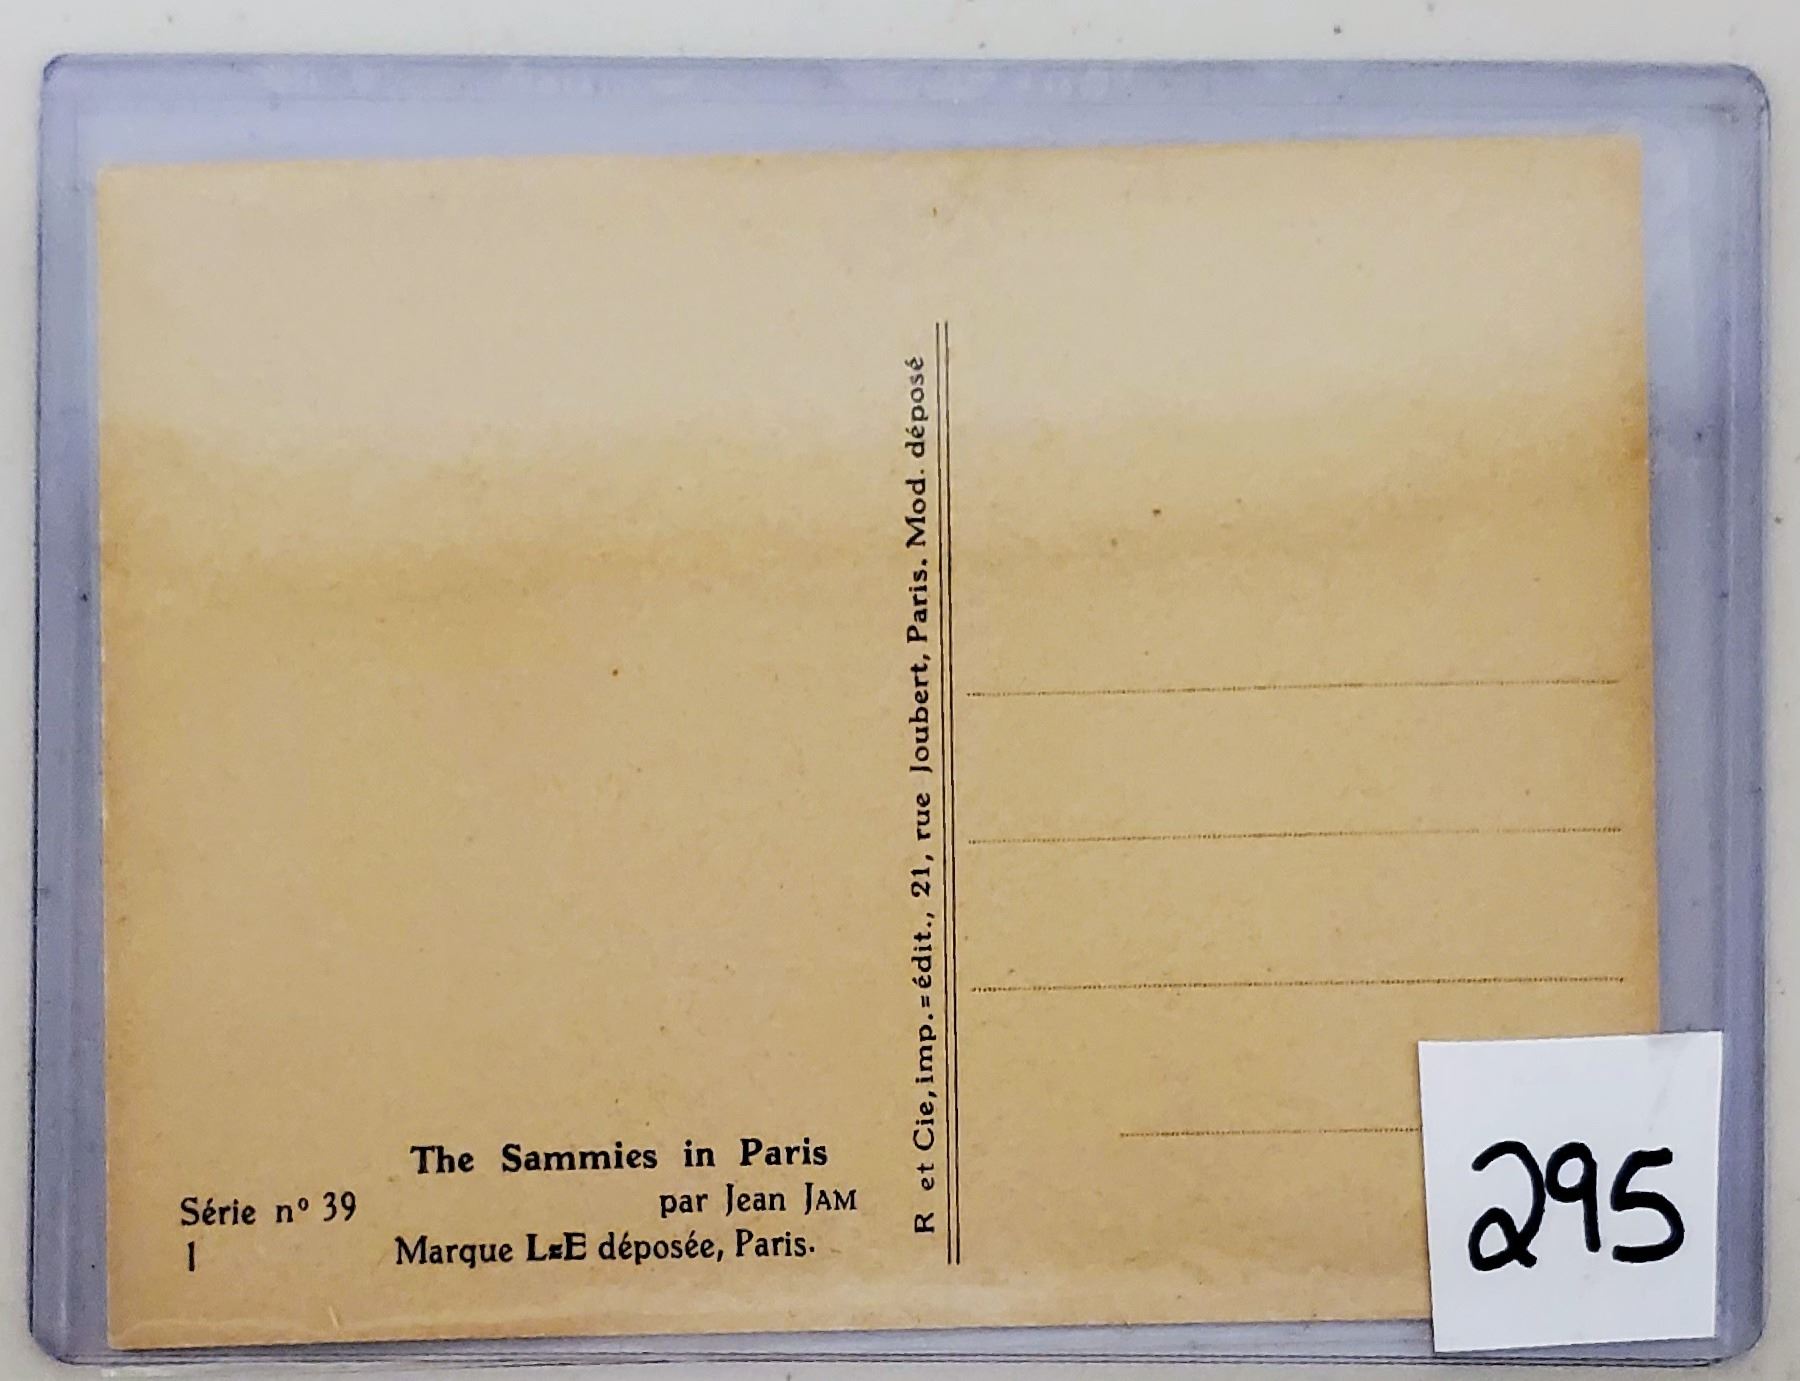 The Sammies in Paris
par Jean JAM
Série nº 39
1
Marque L=E déposée, Paris.
R et Cie, imp.=édit., 21, rue Joubert, Paris. Mod. déposé
295